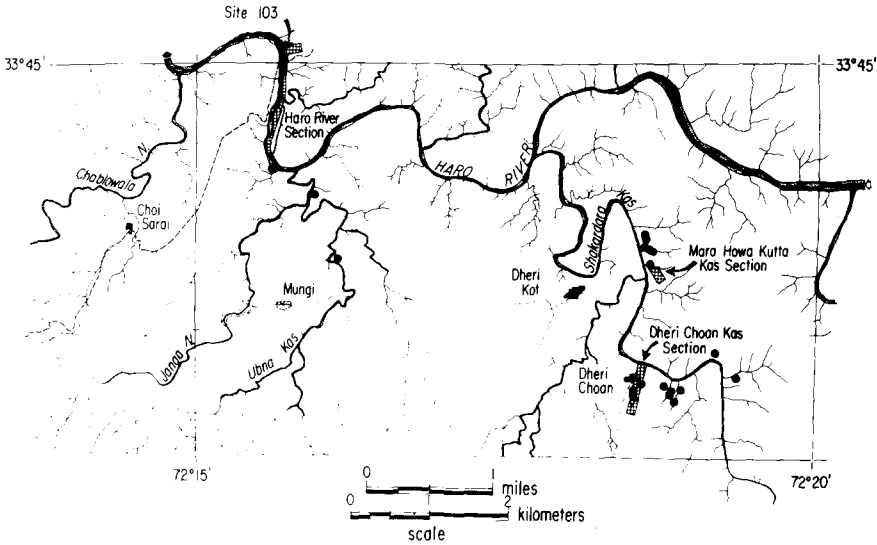 Site 103
33°45'
33°45'
Haro River
Section
HARO RIVER
Chablowala N.
Choi
Sarai
Shakardara Kas
Mara Howa Kutta
Kas Section
Dheri
Kot
Mungi
Janga N.
Ubna Kas
Dheri Choan Kas
Section
Dheri
Choan
72°15'
72°20'
0 1
miles
0 2
kilometers
scale